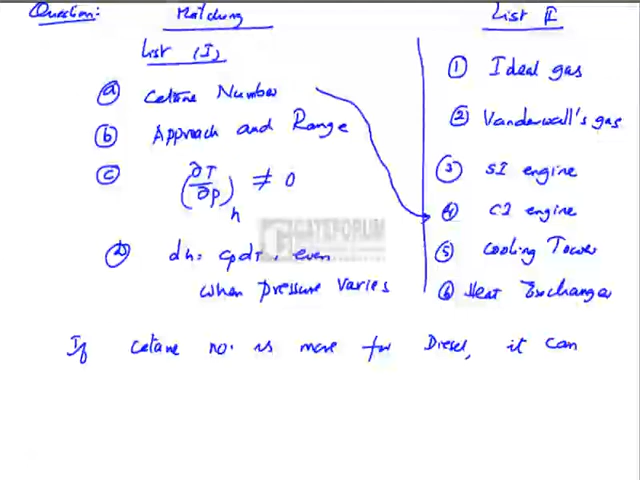 Question: Matching
List (I)
List II
(a) Cetane Number
(b) Approach and Range
(c) (∂T/∂P)h ≠ 0
(D) dh = cpdT, even
when pressure varies
(1) Ideal gas
(2) Vanderwall's gas
(3) SI engine
(4) CI engine
(5) Cooling Tower
(6) Heat Exchanger
GATEFORUM
If cetane no. is more for Diesel, it can